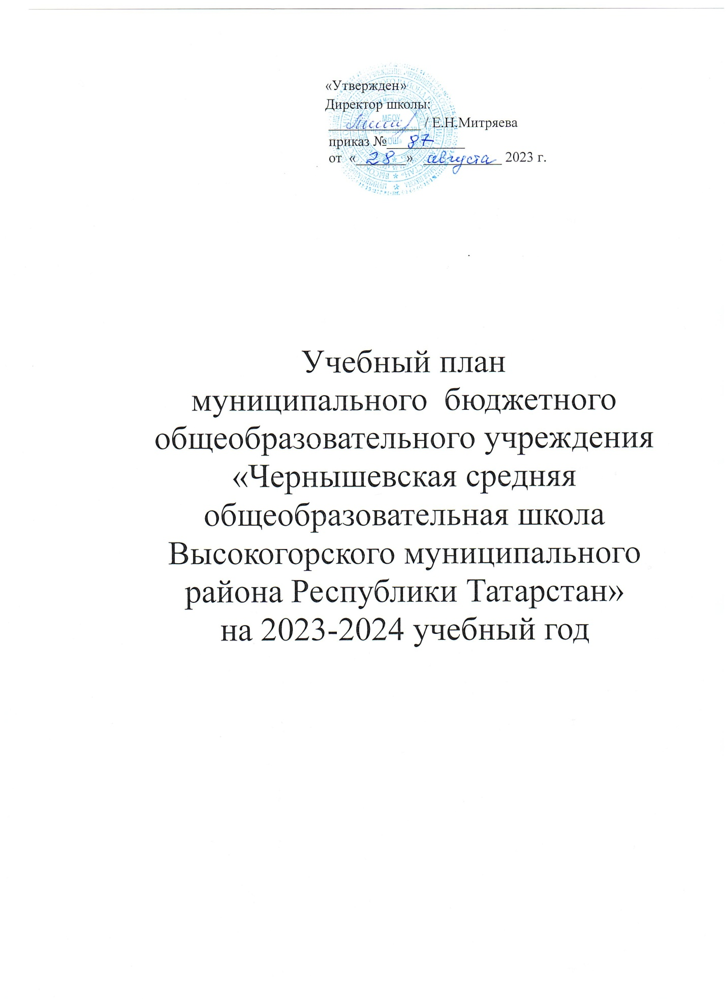 «Утвержден»
Директор школы:
/ Е.Н.Митряева
приказ № 87
от « 28 » августа 2023 г.
МБОУ
Учебный план
муниципального бюджетного
общеобразовательного учреждения
«Чернышевская средняя
общеобразовательная школа
Высокогорского муниципального
района Республики Татарстан»
на 2023-2024 учебный год